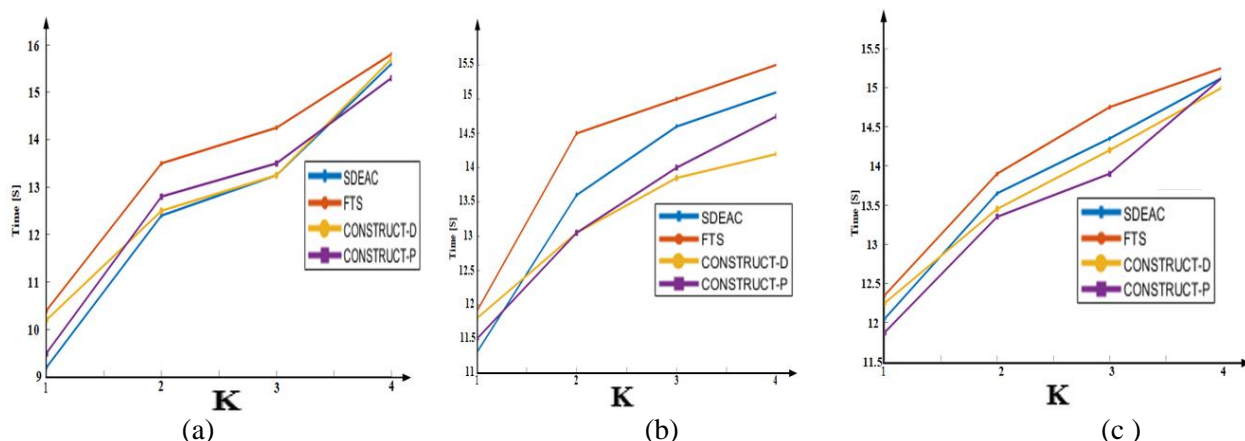 16
15
14
13
12
11
10
9
Time [S]
1 2 3 4
K
SDEAC
FTS
CONSTRUCT-D
CONSTRUCT-P
(a)
15.5
15
14.5
14
13.5
13
12.5
12
11.5
11
Time [S]
1 2 3 4
K
SDEAC
FTS
CONSTRUCT-D
CONSTRUCT-P
(b)
15.5
15
14.5
14
13.5
13
12.5
12
11.5
Time [S]
1 2 3 4
K
SDEAC
FTS
CONSTRUCT-D
CONSTRUCT-P
(c )